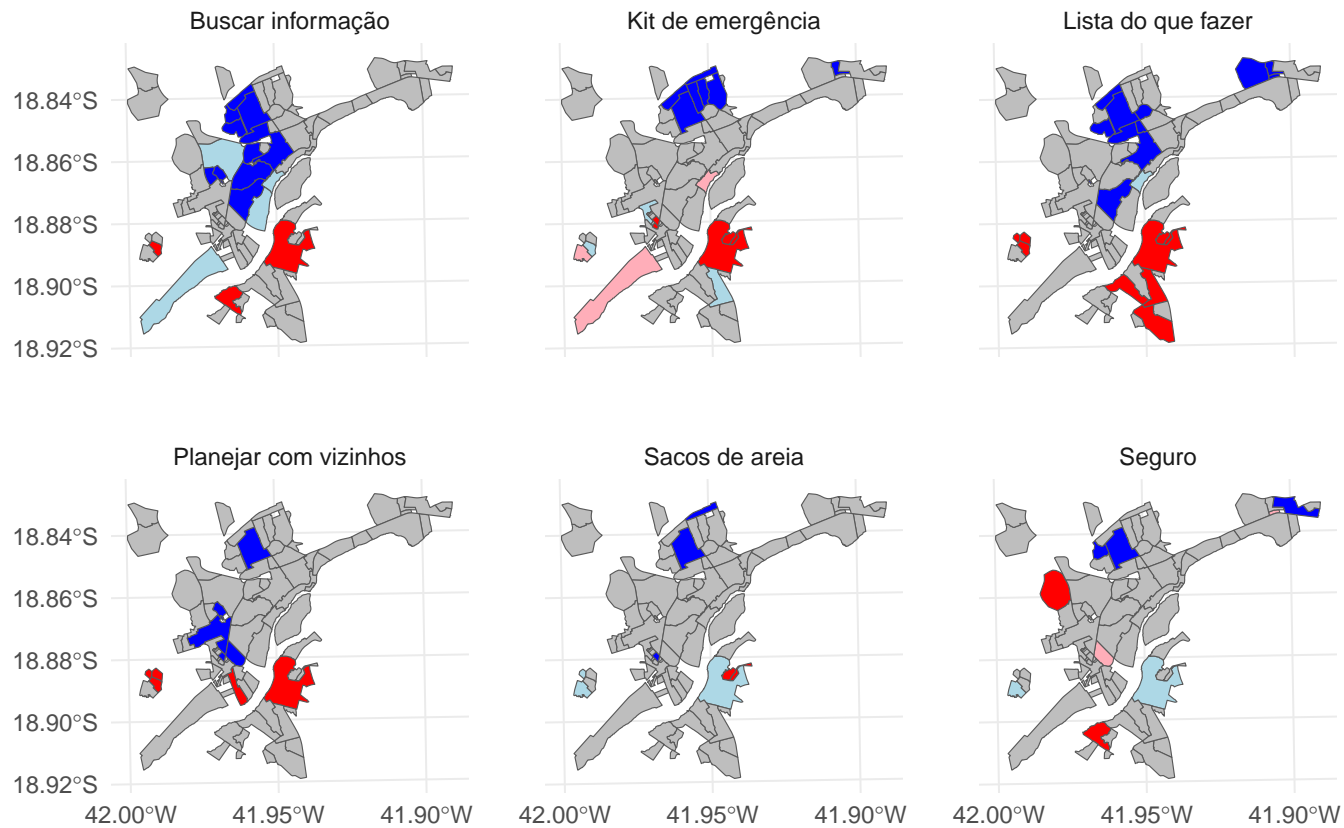 Buscar informação
Kit de emergência
Lista do que fazer
18.84°S
18.86°S
18.88°S
18.90°S
18.92°S
Planejar com vizinhos
Sacos de areia
Seguro
18.84°S
18.86°S
18.88°S
18.90°S
18.92°S
42.00°W 41.95°W 41.90°W 42.00°W 41.95°W 41.90°W 42.00°W 41.95°W 41.90°W